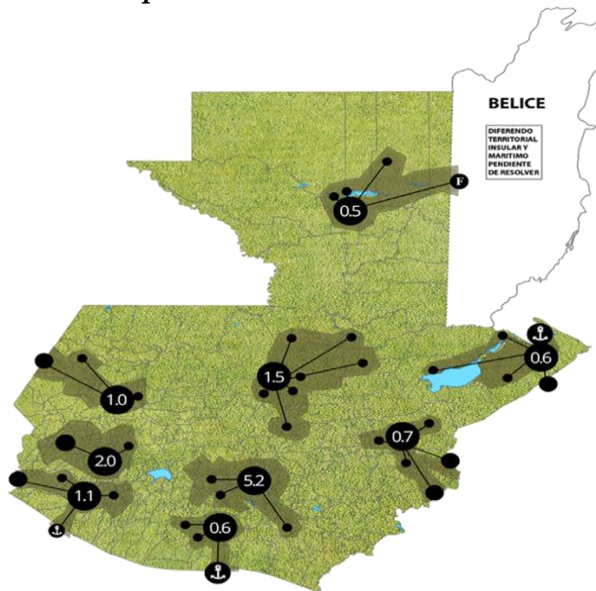 BELICE
DIFERENDO
TERRITORIAL
INSULAR Y
MARITIMO
PENDIENTE
DE RESOLVER
F
0.5
0.6
1.5
1.0
0.7
2.0
5.2
1.1
0.6